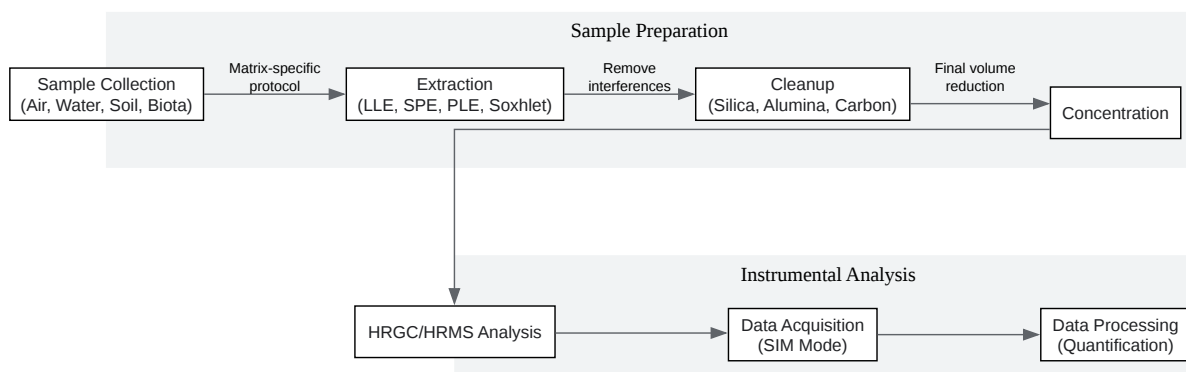 Sample Preparation
Sample Collection
(Air, Water, Soil, Biota)
Matrix-specific
protocol
Extraction
(LLE, SPE, PLE, Soxhlet)
Remove
interferences
Cleanup
(Silica, Alumina, Carbon)
Final volume
reduction
Concentration
Instrumental Analysis
HRGC/HRMS Analysis
Data Acquisition
(SIM Mode)
Data Processing
(Quantification)